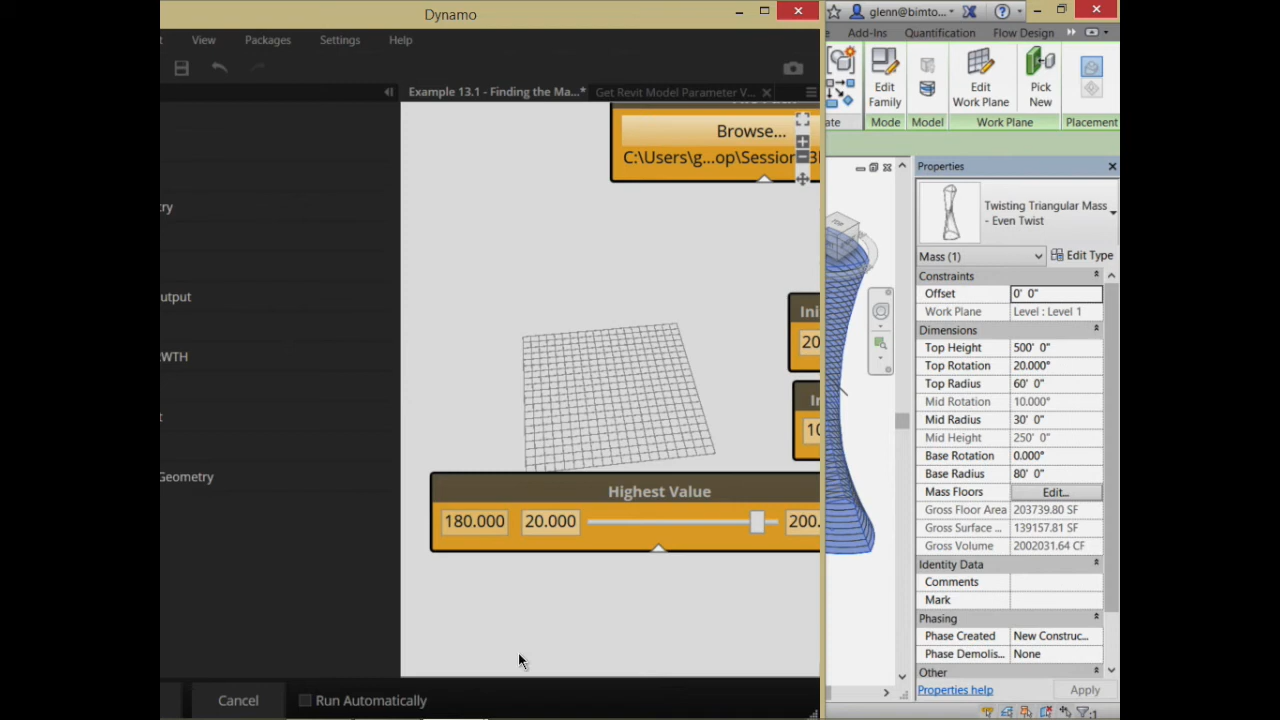 Dynamo
View Packages Settings Help
Example 13.1 - Finding the Ma...* Get Revit Model Parameter V...
Browse...
C:\Users\g...op\Session
Highest Value
180.000 20.000 200.
20
10
ry
utput
WTH
t
Geometry
Cancel Run Automatically
glenn@bimto...
Add-Ins Quantification Flow Design
Edit Family
Edit Work Plane
Pick New
ate Mode Model Work Plane Placement
Properties
Twisting Triangular Mass - Even Twist
Mass (1) Edit Type
Constraints
Offset 0' 0"
Work Plane Level : Level 1
Dimensions
Top Height 500' 0"
Top Rotation 20.000°
Top Radius 60' 0"
Mid Rotation 10.000°
Mid Radius 30' 0"
Mid Height 250' 0"
Base Rotation 0.000°
Base Radius 80' 0"
Mass Floors Edit...
Gross Floor Area 203739.80 SF
Gross Surface ... 139157.81 SF
Gross Volume 2002031.64 CF
Identity Data
Comments
Mark
Phasing
Phase Created New Construc...
Phase Demolis... None
Other
Properties help Apply
:1